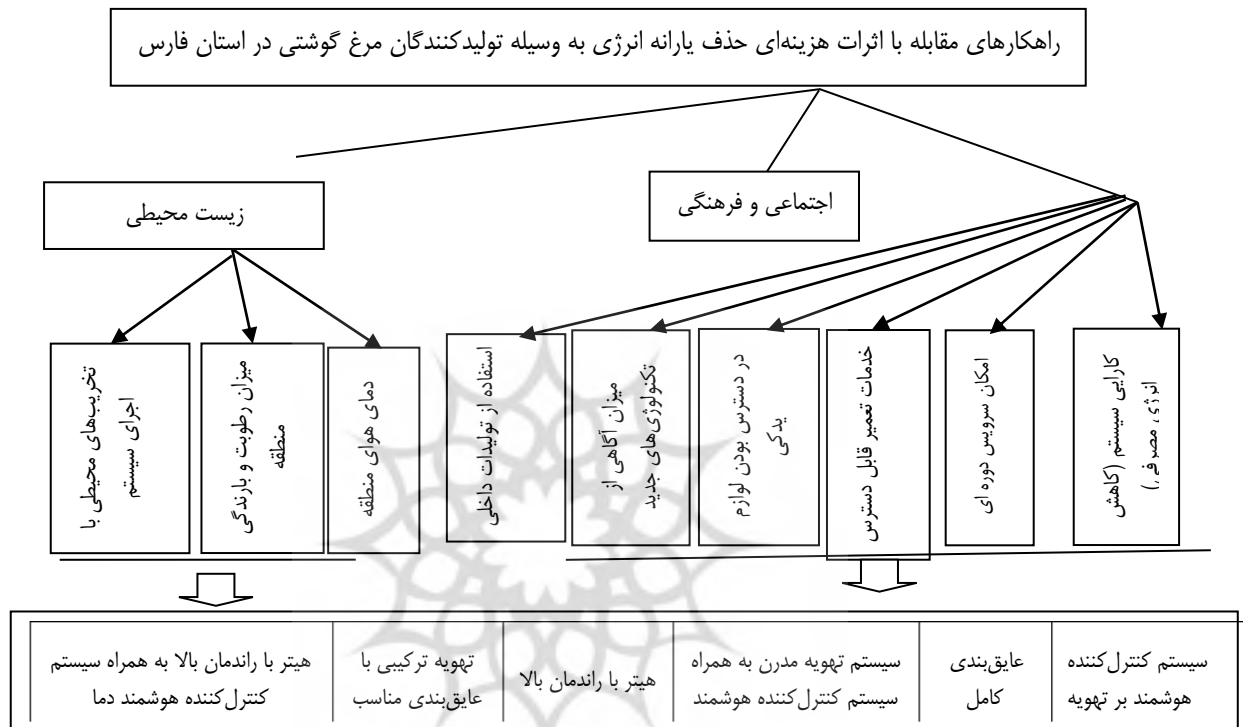 راهکارهای مقابله با اثرات هزینه‌ای حذف یارانه انرژی به وسیله تولیدکنندگان مرغ گوشتی در استان فارس
اجتماعی و فرهنگی
زیست محیطی
کارایی سیستم (کاهش
انرژی مصرفی)
امکان سرویس دوره ای
خدمات تعمیر قابل دسترس
در دسترس بودن لوازم
یدکی
میزان آگاهی از
تکنولوژی‌های جدید
استفاده از تولیدات داخلی
دمای هوای منطقه
میزان رطوبت و بارندگی
منطقه
تخریب‌های محیطی با
اجرای سیستم
سیستم کنترل‌کننده
هوشمند بر تهویه
عایق‌بندی
کامل
سیستم تهویه مدرن به همراه
سیستم کنترل‌کننده هوشمند
هیتر با راندمان بالا
تهویه ترکیبی با
عایق‌بندی مناسب
هیتر با راندمان بالا به همراه سیستم
کنترل‌کننده هوشمند دما